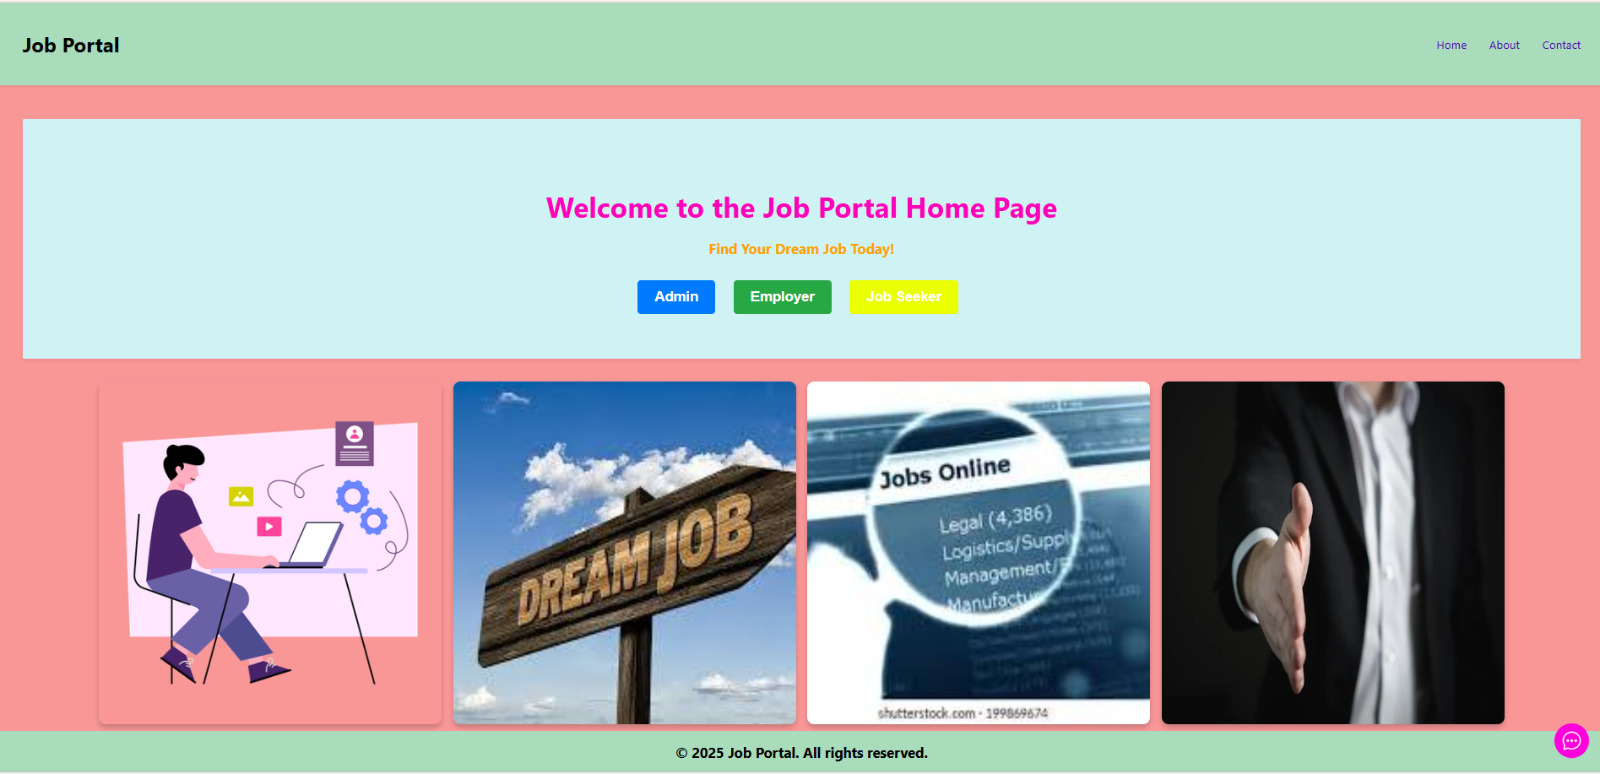 Job Portal
Home About Contact
Welcome to the Job Portal Home Page
Find Your Dream Job Today!
Admin Employer Job Seeker
DREAM JOB
Jobs Online
Legal (4,386)
Logistics/Suppl
Management/
Manufactu
shutterstock.com · 199869674
© 2025 Job Portal. All rights reserved.